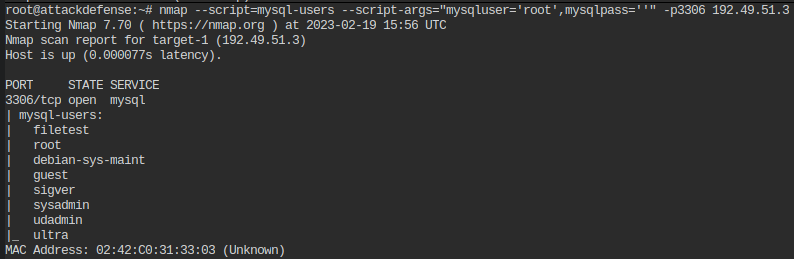 root@attackdefense:~# nmap --script=mysql-users --script-args="mysqluser='root',mysqlpass=''" -p3306 192.49.51.3
Starting Nmap 7.70 ( https://nmap.org ) at 2023-02-19 15:56 UTC
Nmap scan report for target-1 (192.49.51.3)
Host is up (0.000077s latency).

PORT     STATE SERVICE
3306/tcp open  mysql
| mysql-users:
|   filetest
|   root
|   debian-sys-maint
|   guest
|   sigver
|   sysadmin
|   udadmin
|_  ultra
MAC Address: 02:42:C0:31:33:03 (Unknown)